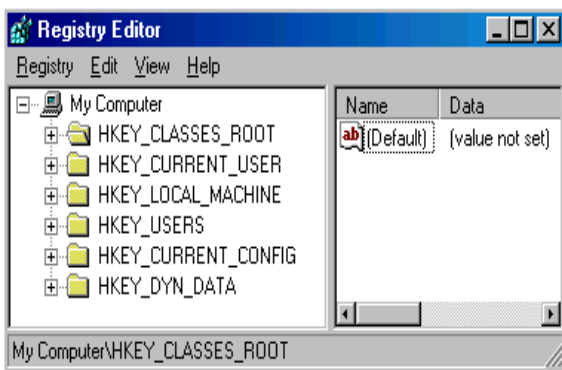 Registry Editor
Registry Edit View Help
My Computer
HKEY_CLASSES_ROOT
HKEY_CURRENT_USER
HKEY_LOCAL_MACHINE
HKEY_USERS
HKEY_CURRENT_CONFIG
HKEY_DYN_DATA
Name Data
ab (Default) (value not set)
My Computer\HKEY_CLASSES_ROOT